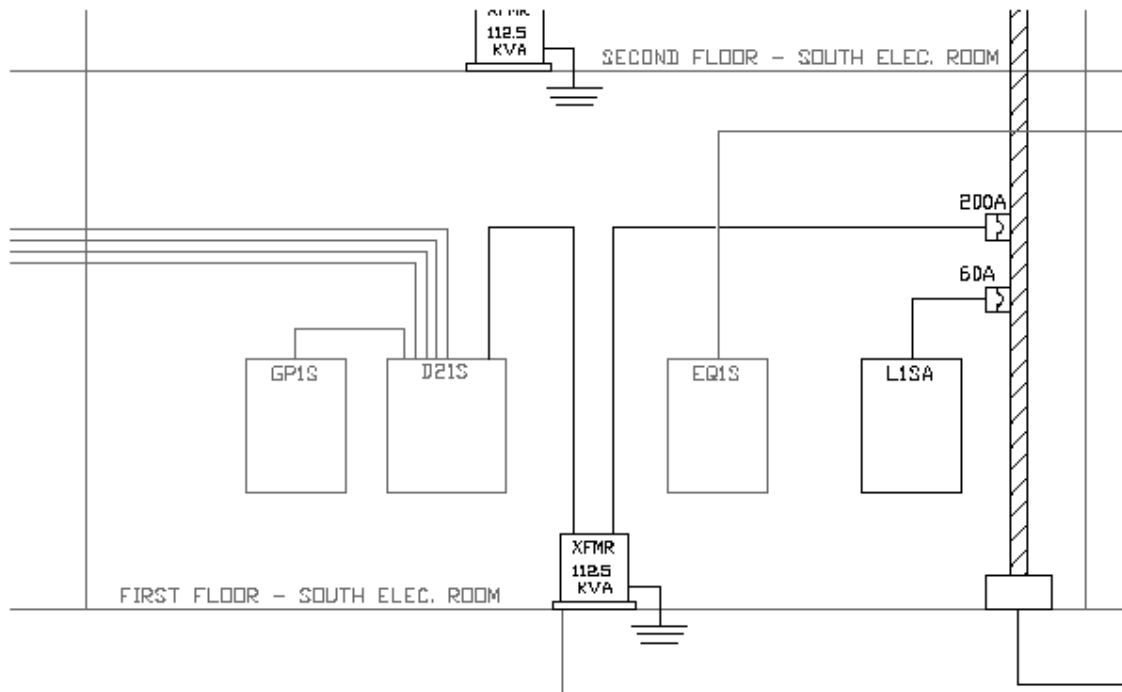 XFMR
112.5
KVA
SECOND FLOOR - SOUTH ELEC. ROOM
200A
60A
GP1S
D21S
EQ1S
L1SA
XFMR
112.5
KVA
FIRST FLOOR - SOUTH ELEC. ROOM